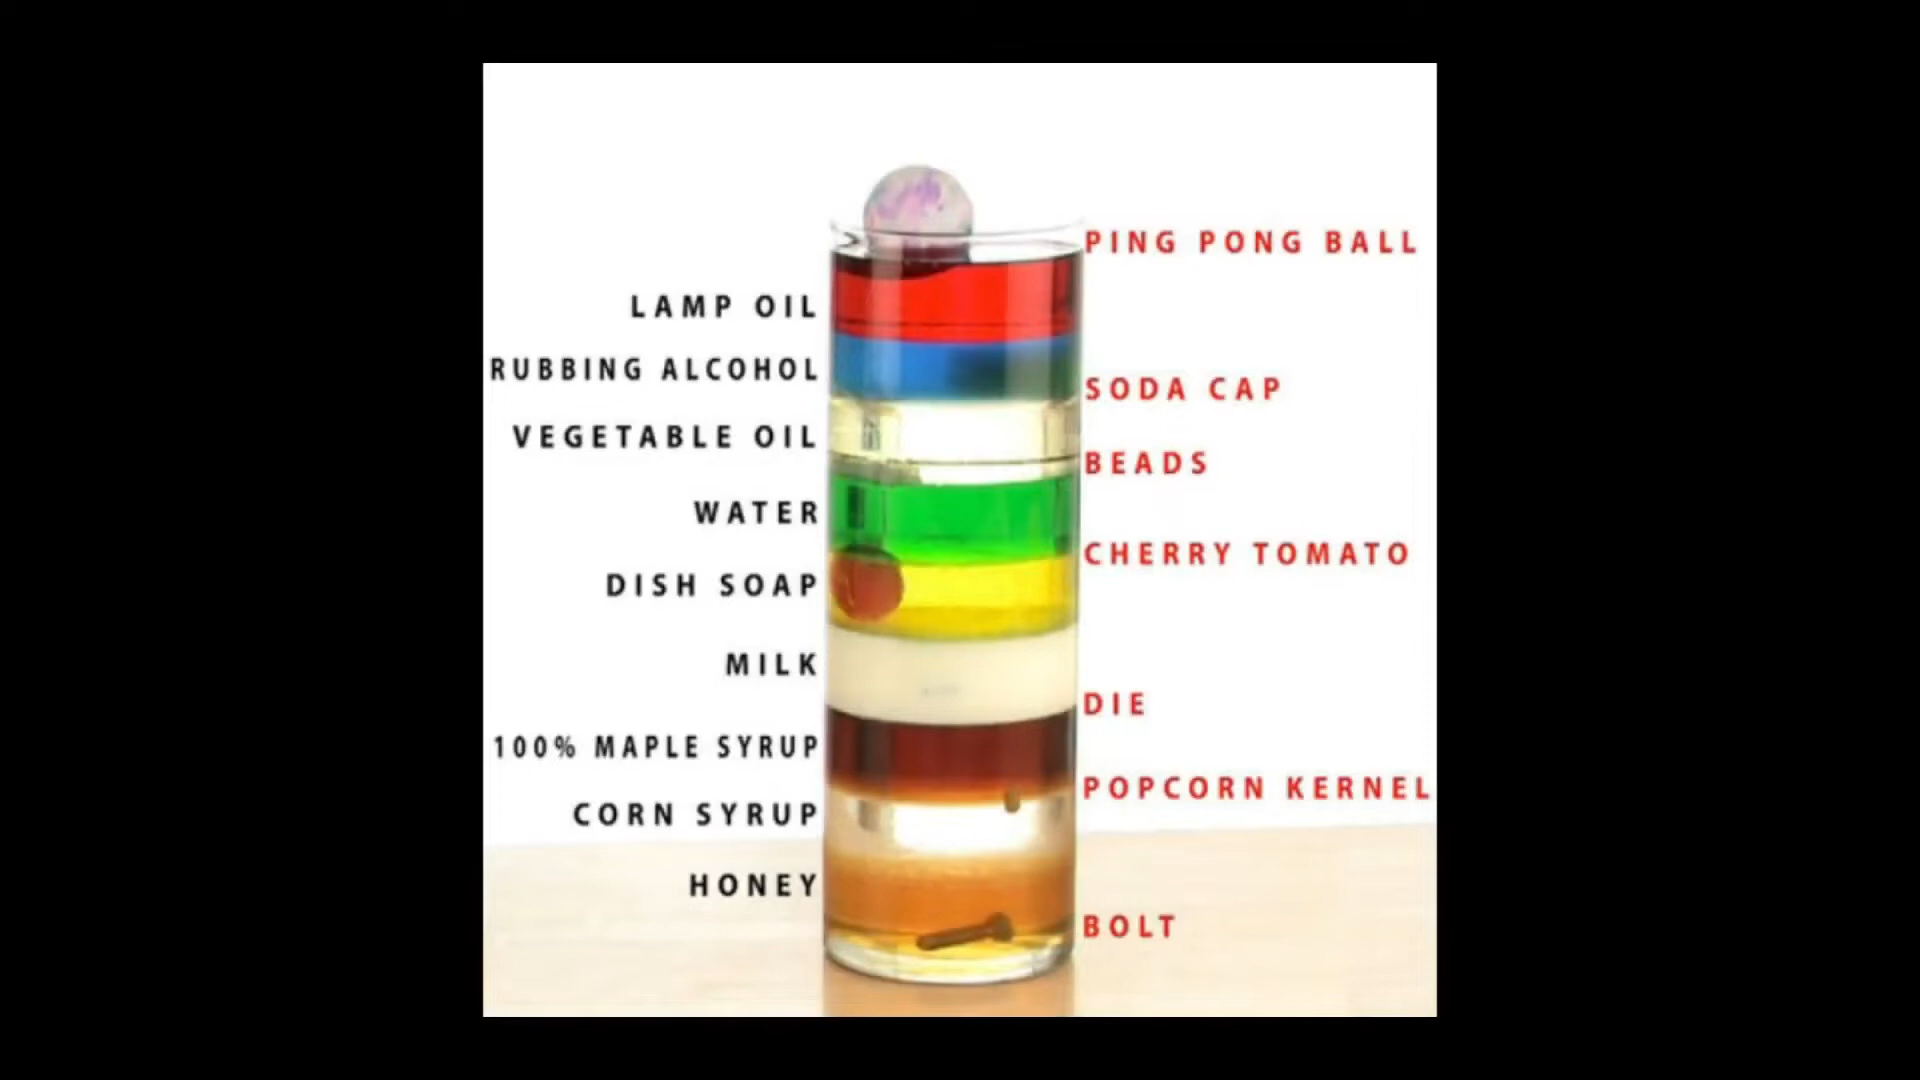 PING PONG BALL
LAMP OIL
RUBBING ALCOHOL
SODA CAP
VEGETABLE OIL
BEADS
WATER
CHERRY TOMATO
DISH SOAP
MILK
DIE
100% MAPLE SYRUP
POPCORN KERNEL
CORN SYRUP
HONEY
BOLT